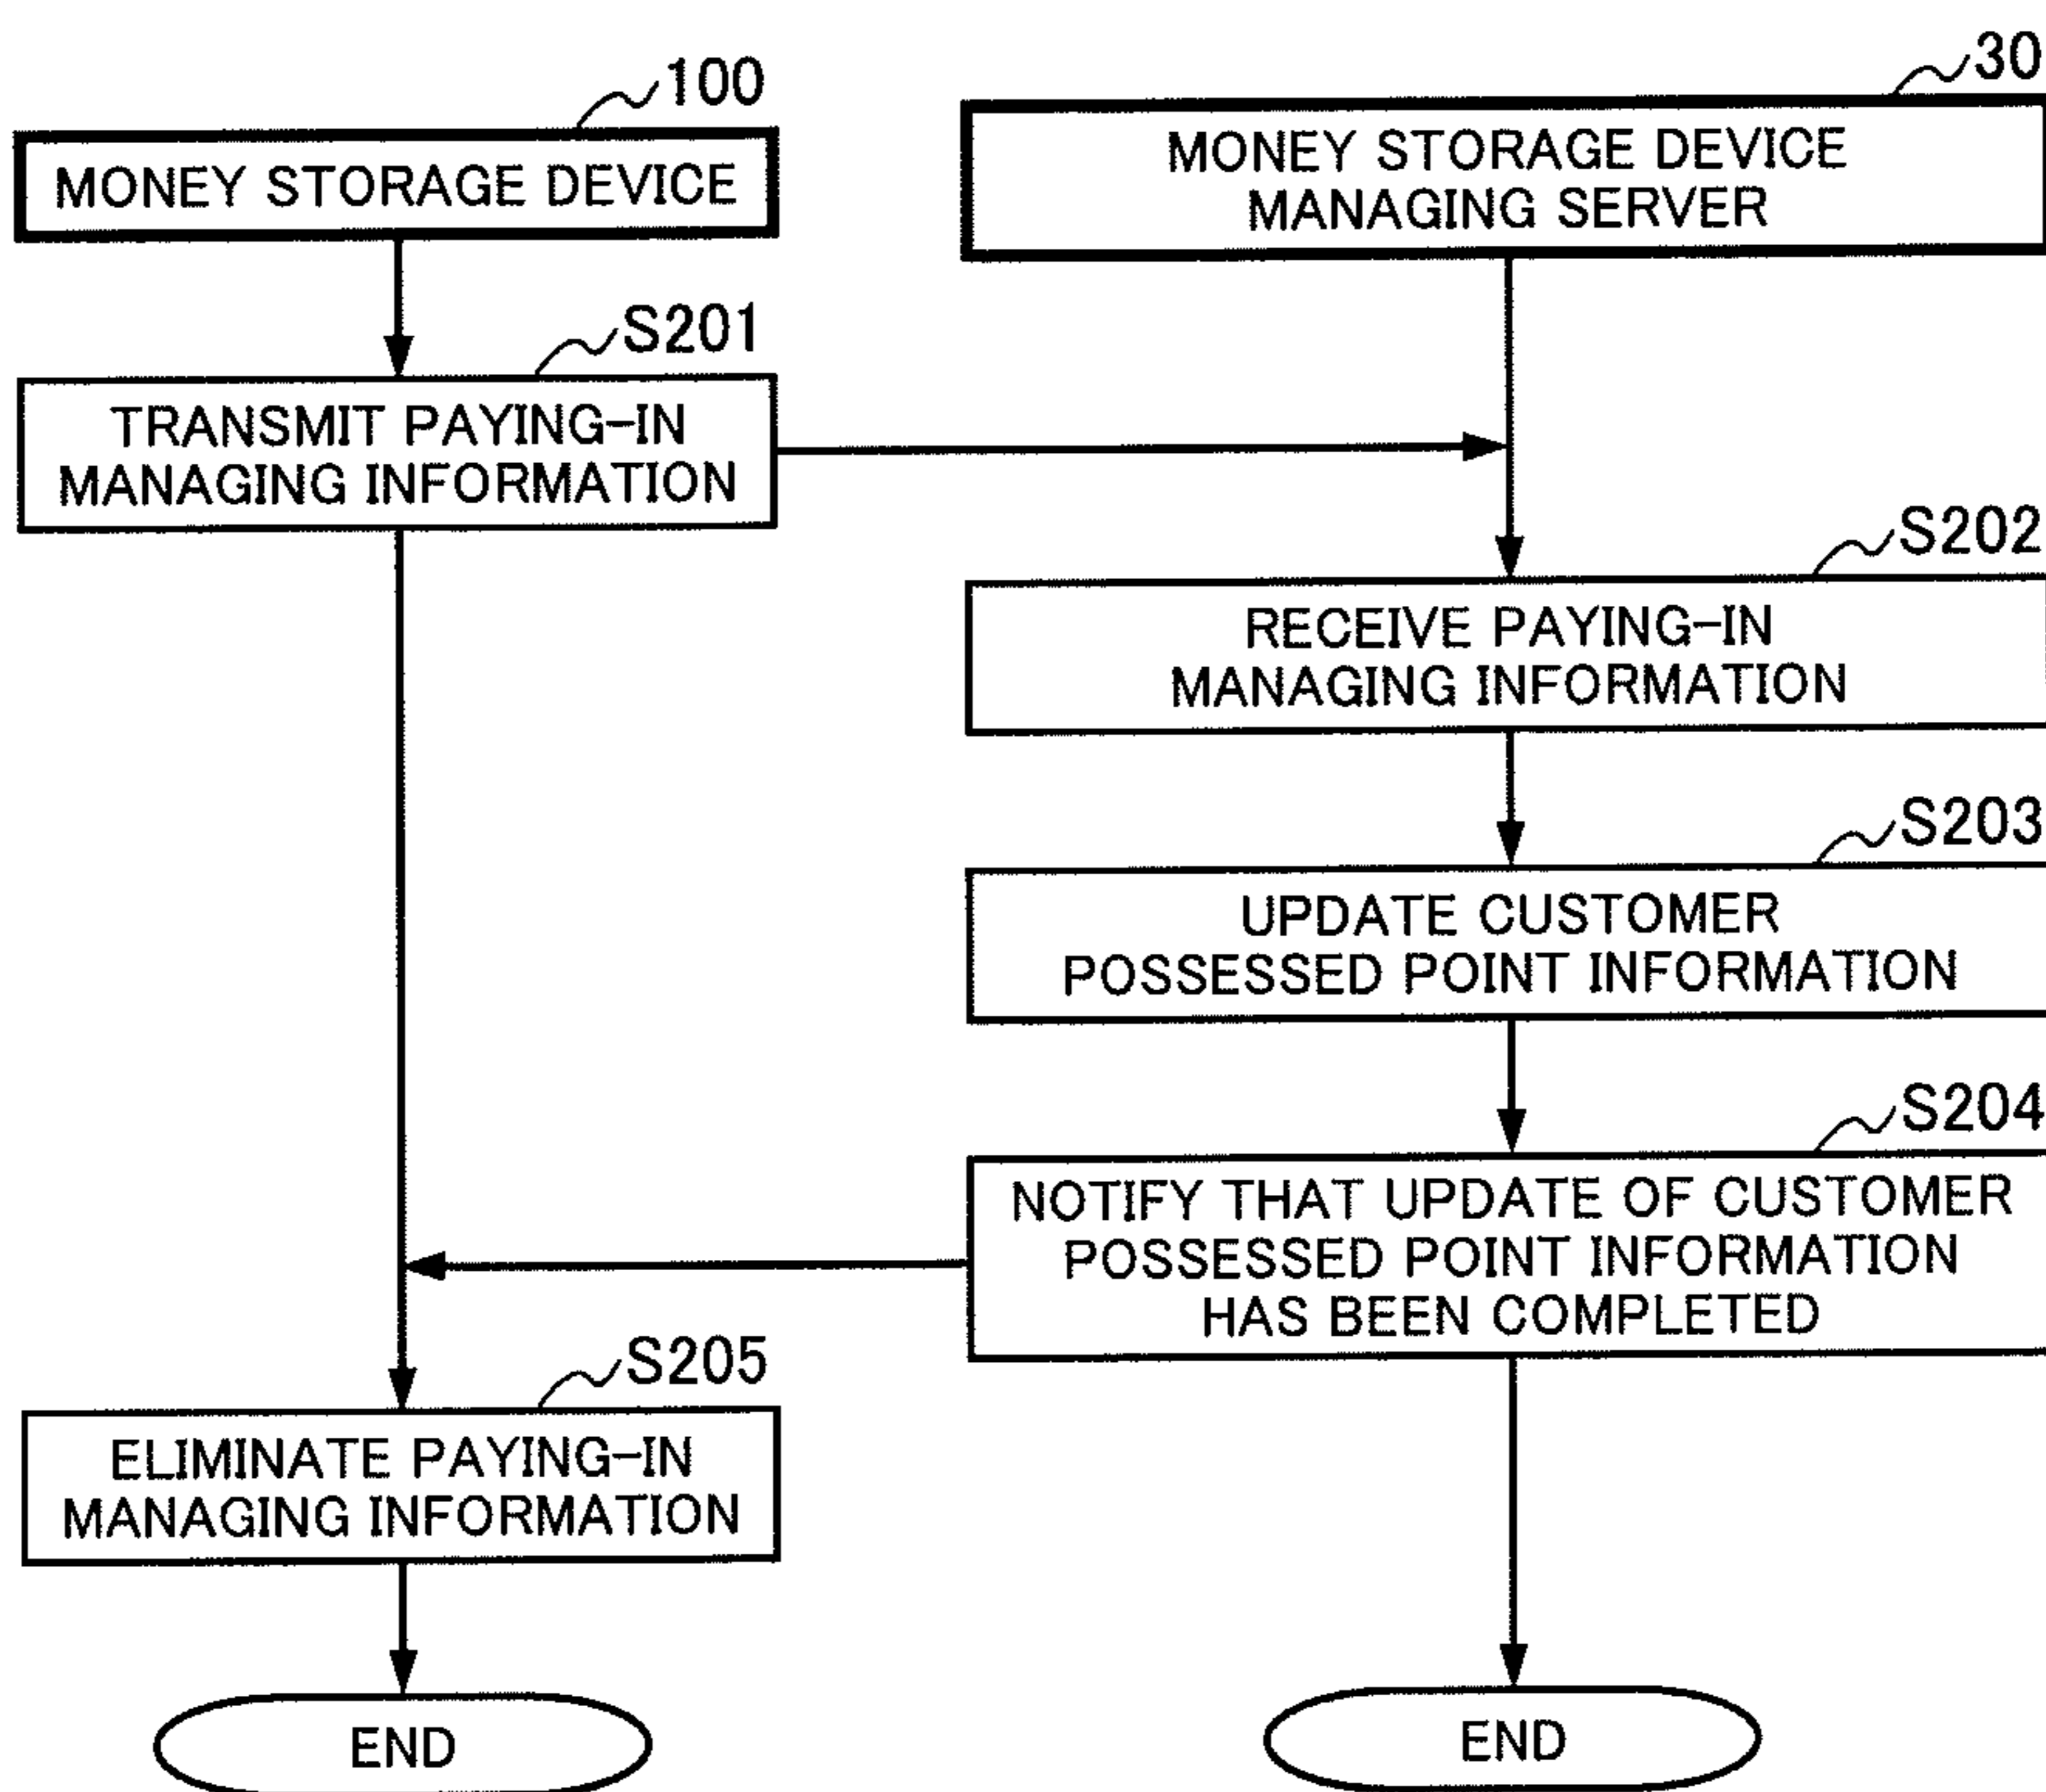 100
MONEY STORAGE DEVICE
30
MONEY STORAGE DEVICE
MANAGING SERVER
S201
TRANSMIT PAYING-IN
MANAGING INFORMATION
S202
RECEIVE PAYING-IN
MANAGING INFORMATION
S203
UPDATE CUSTOMER
POSSESSED POINT INFORMATION
S204
NOTIFY THAT UPDATE OF CUSTOMER
POSSESSED POINT INFORMATION
HAS BEEN COMPLETED
S205
ELIMINATE PAYING-IN
MANAGING INFORMATION
END
END